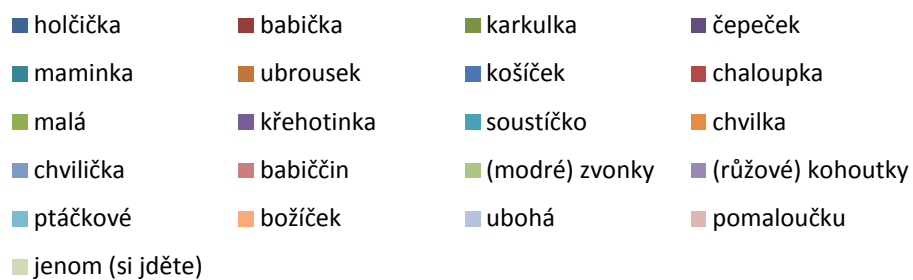 holčička babička karkulka čepeček
maminka ubrousek košíček chaloupka
malá křehotinka soustíčko chvilka
chvilička babiččin (modré) zvonky (růžové) kohoutky
ptáčkové božíček ubohá pomaloučku
jenom (si jděte)